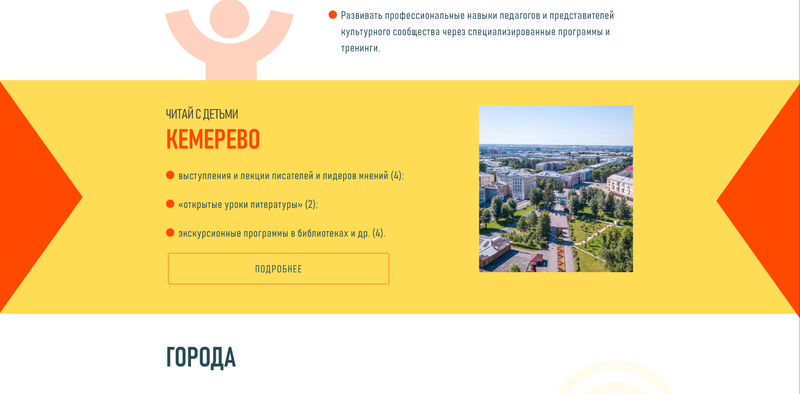 Развивать профессиональные навыки педагогов и представителей
культурного сообщества через специализированные программы и
тренинги.
ЧИТАЙ С ДЕТЬМИ
КЕМЕРЕВО
выступления и лекции писателей и лидеров мнений (4);
«открытые уроки литературы» (2);
экскурсионные программы в библиотеках и др. (4).
ПОДРОБНЕЕ
ГОРОДА